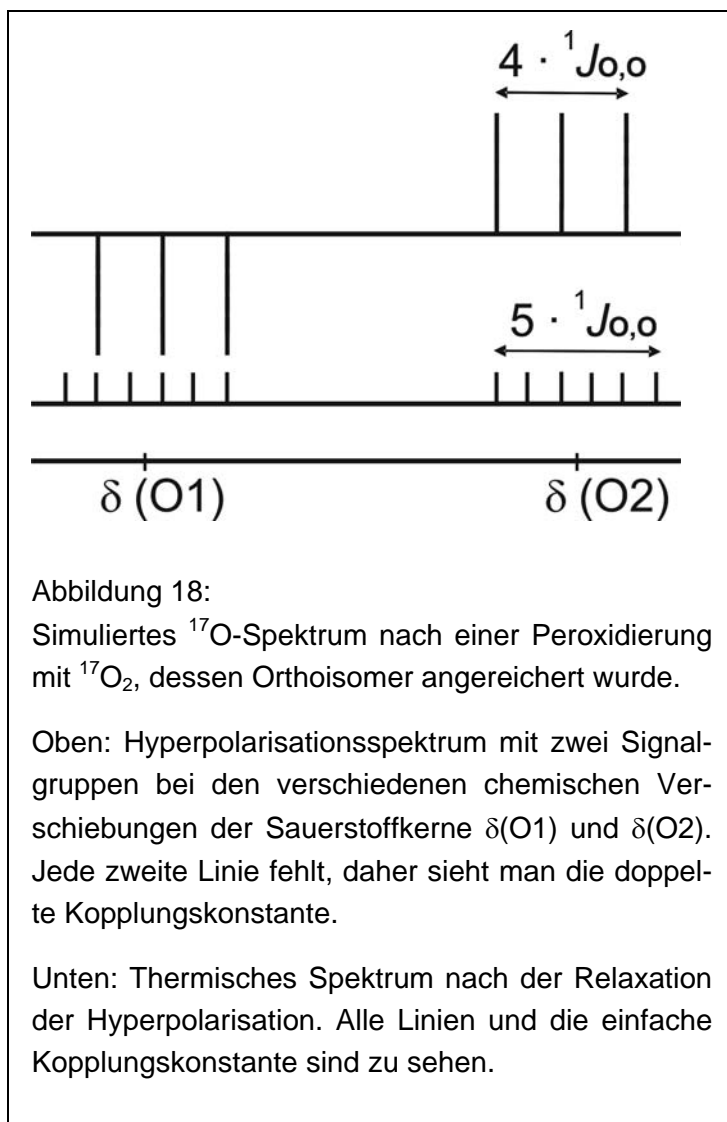 4 · ¹Jo,o
5 · ¹Jo,o
δ (O1) δ (O2)
Abbildung 18:
Simuliertes ¹⁷O-Spektrum nach einer Peroxidierung
mit ¹⁷O₂, dessen Orthoisomer angereichert wurde.
Oben: Hyperpolarisationsspektrum mit zwei Signal-
gruppen bei den verschiedenen chemischen Ver-
schiebungen der Sauerstoffkerne δ(O1) und δ(O2).
Jede zweite Linie fehlt, daher sieht man die doppel-
te Kopplungskonstante.
Unten: Thermisches Spektrum nach der Relaxation
der Hyperpolarisation. Alle Linien und die einfache
Kopplungskonstante sind zu sehen.